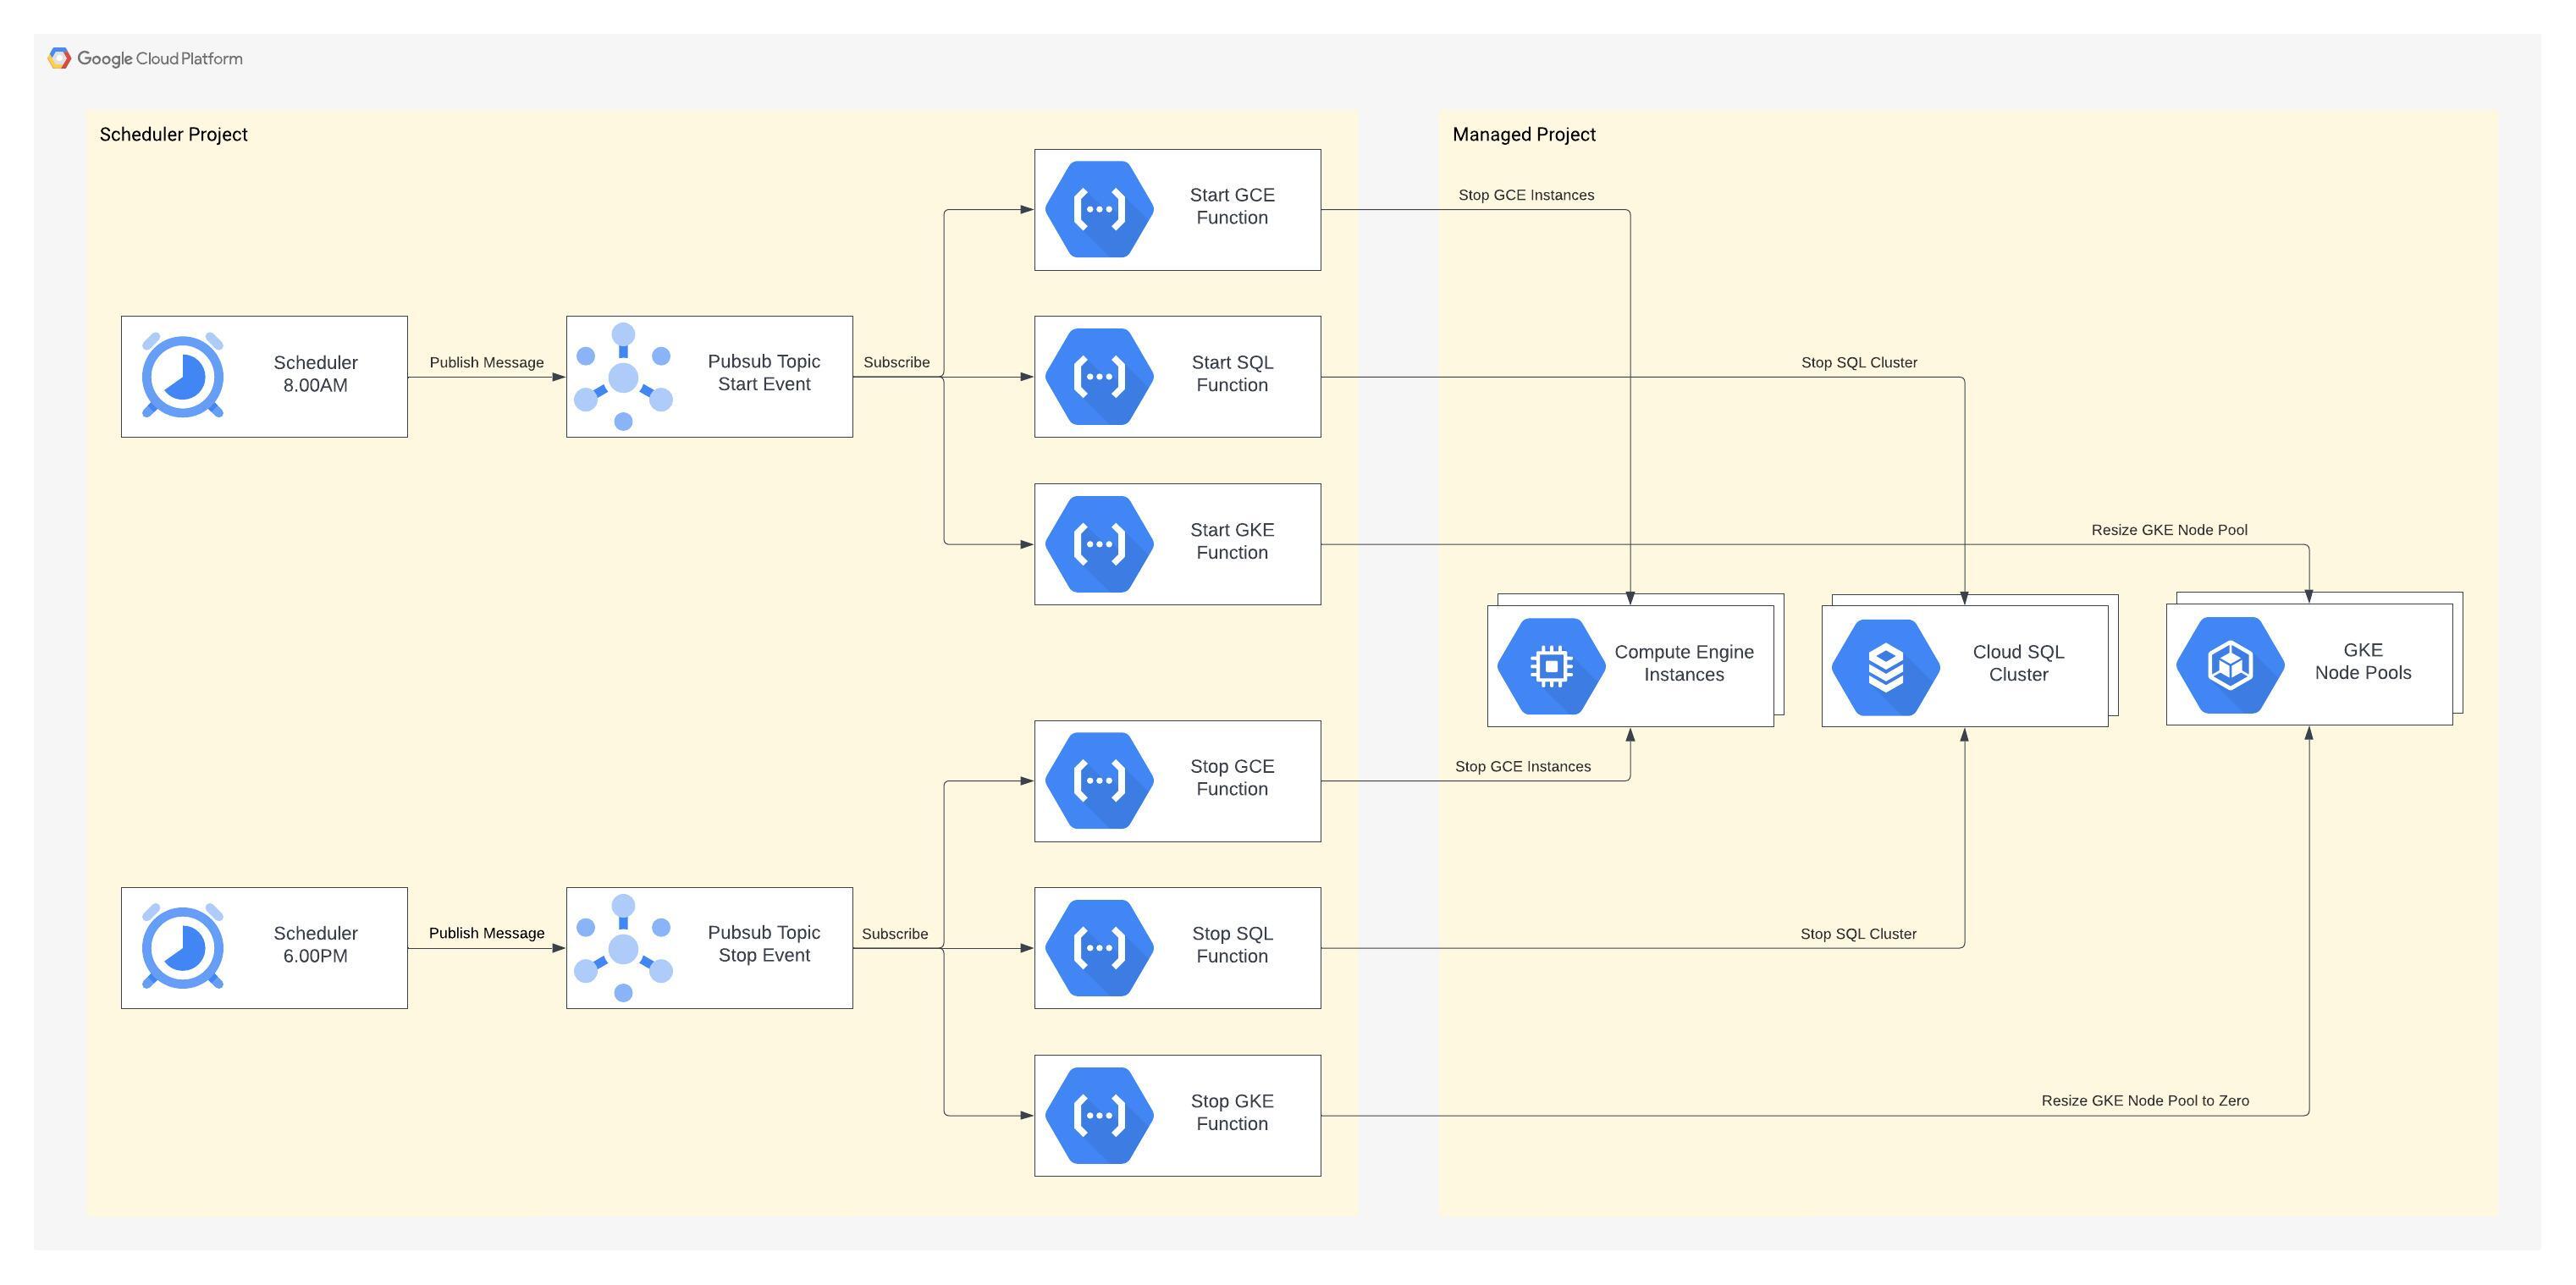 Google Cloud Platform
Scheduler Project
Managed Project
Start GCE
Function
Stop GCE Instances
Scheduler
8.00AM
Publish Message
Pubsub Topic
Start Event
Subscribe
Start SQL
Function
Stop SQL Cluster
Start GKE
Function
Resize GKE Node Pool
Compute Engine
Instances
Cloud SQL
Cluster
GKE
Node Pools
Stop GCE
Function
Stop GCE Instances
Scheduler
6.00PM
Publish Message
Pubsub Topic
Stop Event
Subscribe
Stop SQL
Function
Stop SQL Cluster
Stop GKE
Function
Resize GKE Node Pool to Zero